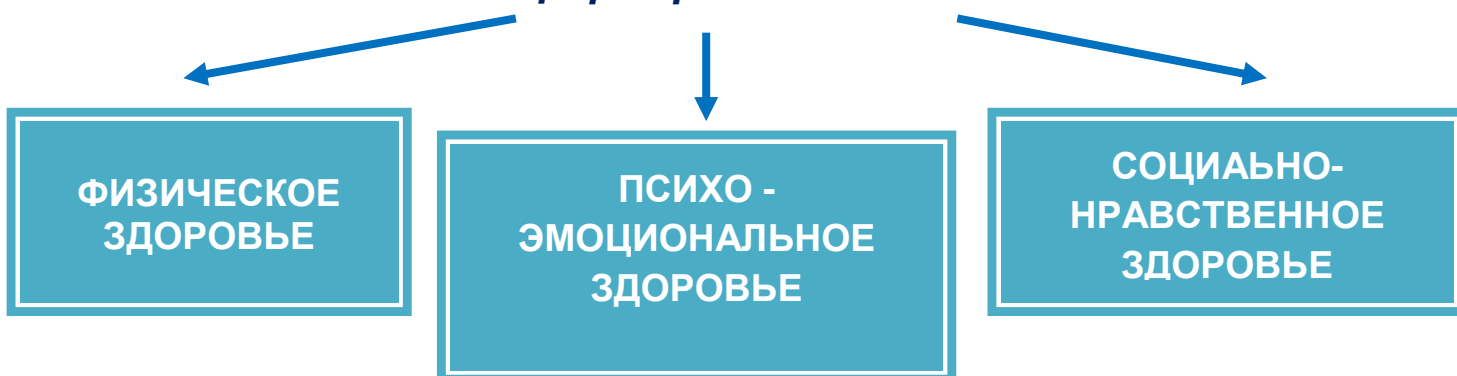 ФИЗИЧЕСКОЕ
ЗДОРОВЬЕ
ПСИХО -
ЭМОЦИОНАЛЬНОЕ
ЗДОРОВЬЕ
СОЦИАЬНО-
НРАВСТВЕННОЕ
ЗДОРОВЬЕ